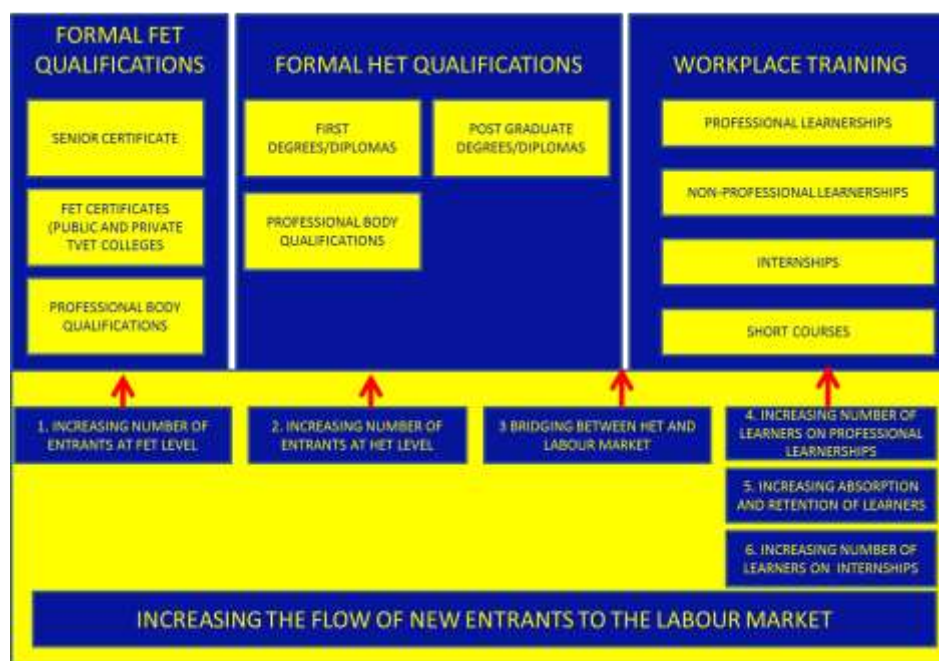 FORMAL FET
QUALIFICATIONS
SENIOR CERTIFICATE
FET CERTIFICATES
(PUBLIC AND PRIVATE
TVET COLLEGES
PROFESSIONAL BODY
QUALIFICATIONS
FORMAL HET QUALIFICATIONS
FIRST
DEGREES/DIPLOMAS
POST GRADUATE
DEGREES/DIPLOMAS
PROFESSIONAL BODY
QUALIFICATIONS
WORKPLACE TRAINING
PROFESSIONAL LEARNERSHIPS
NON-PROFESSIONAL LEARNERSHIPS
INTERNSHIPS
SHORT COURSES
1. INCREASING NUMBER OF
ENTRANTS AT FET LEVEL
2. INCREASING NUMBER OF
ENTRANTS AT HET LEVEL
3 BRIDGING BETWEEN HET AND
LABOUR MARKET
4. INCREASING NUMBER OF
LEARNERS ON PROFESSIONAL
LEARNERSHIPS
5. INCREASING ABSORPTION
AND RETENTION OF LEARNERS
6. INCREASING NUMBER OF
LEARNERS ON INTERNSHIPS
INCREASING THE FLOW OF NEW ENTRANTS TO THE LABOUR MARKET